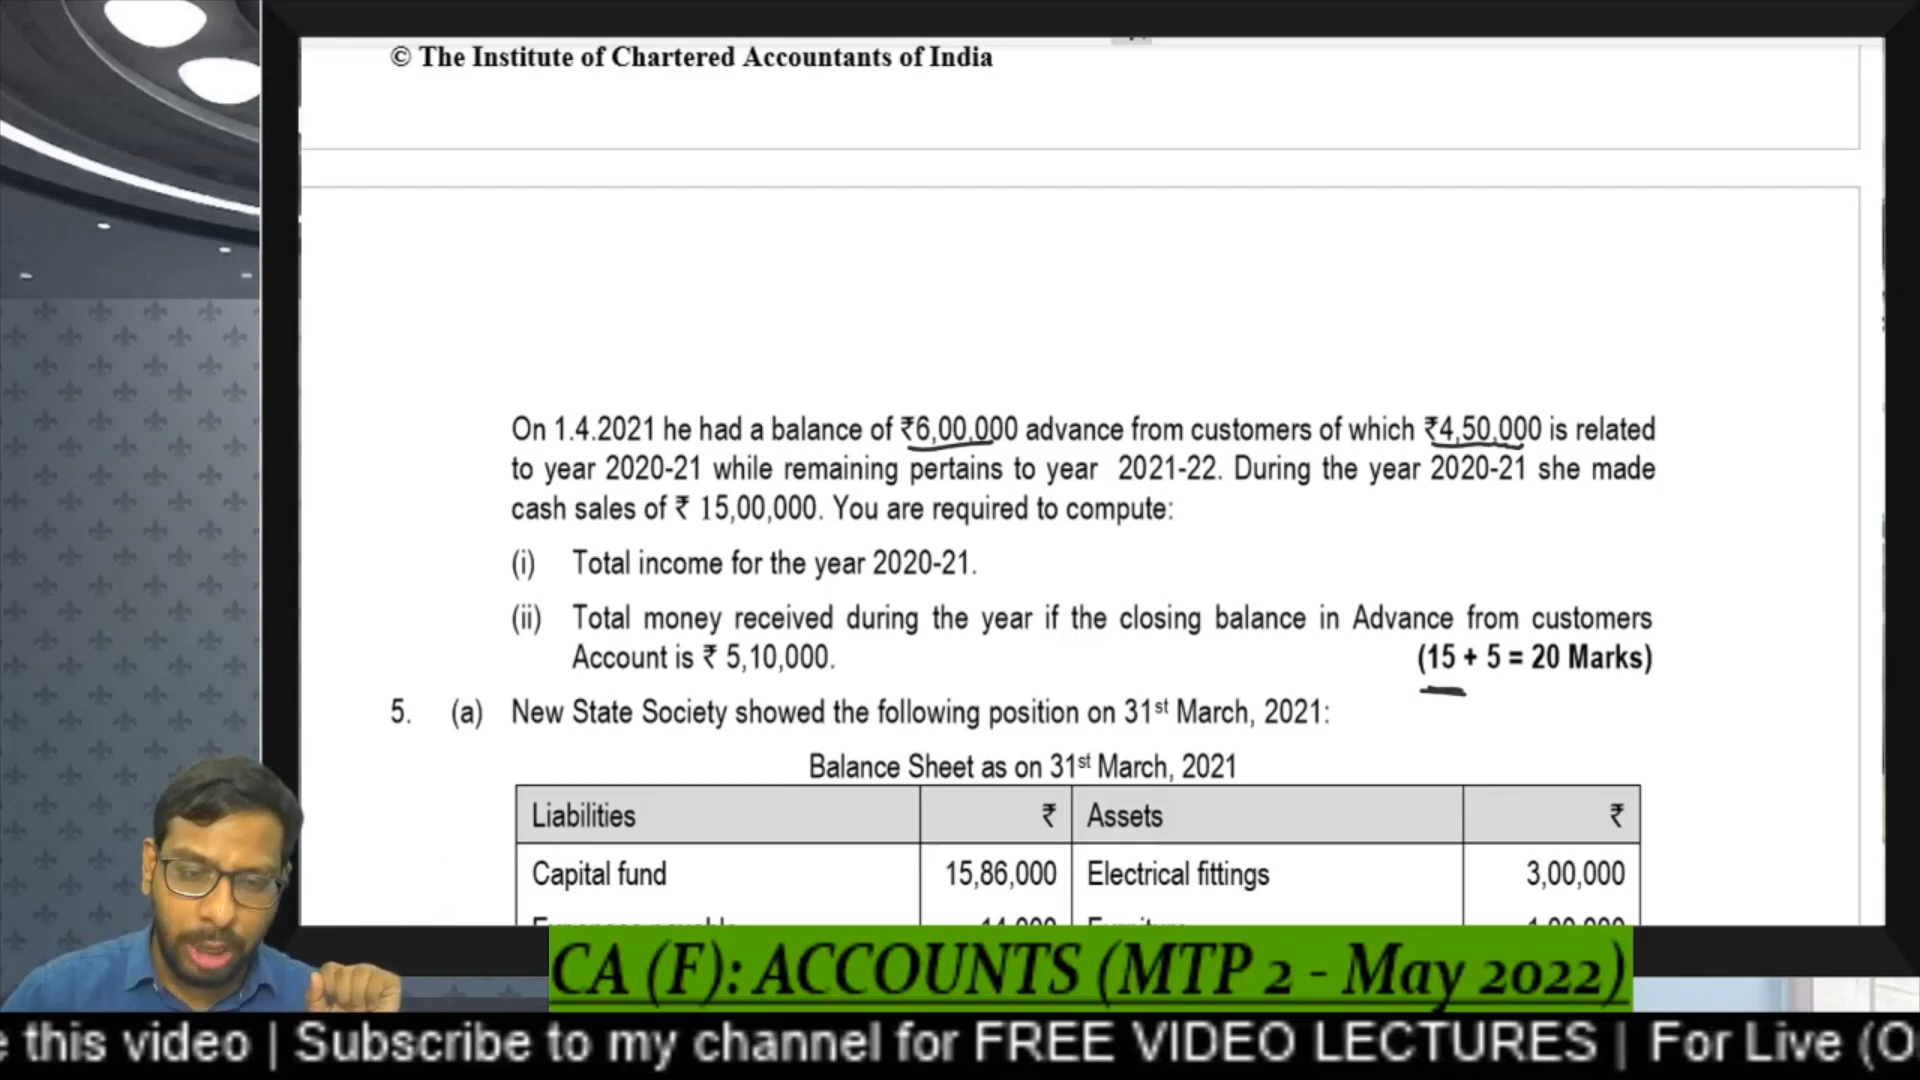 © The Institute of Chartered Accountants of India
On 1.4.2021 he had a balance of ₹6,00,000 advance from customers of which ₹4,50,000 is related
to year 2020-21 while remaining pertains to year 2021-22. During the year 2020-21 she made
cash sales of ₹ 15,00,000. You are required to compute:
(i) Total income for the year 2020-21.
(ii) Total money received during the year if the closing balance in Advance from customers
Account is ₹ 5,10,000. (15 + 5 = 20 Marks)
5. (a) New State Society showed the following position on 31st March, 2021:
Balance Sheet as on 31st March, 2021
Liabilities ₹ Assets ₹
Capital fund 15,86,000 Electrical fittings 3,00,000
CA (F): ACCOUNTS (MTP 2 - May 2022)
this video | Subscribe to my channel for FREE VIDEO LECTURES | For Live (O